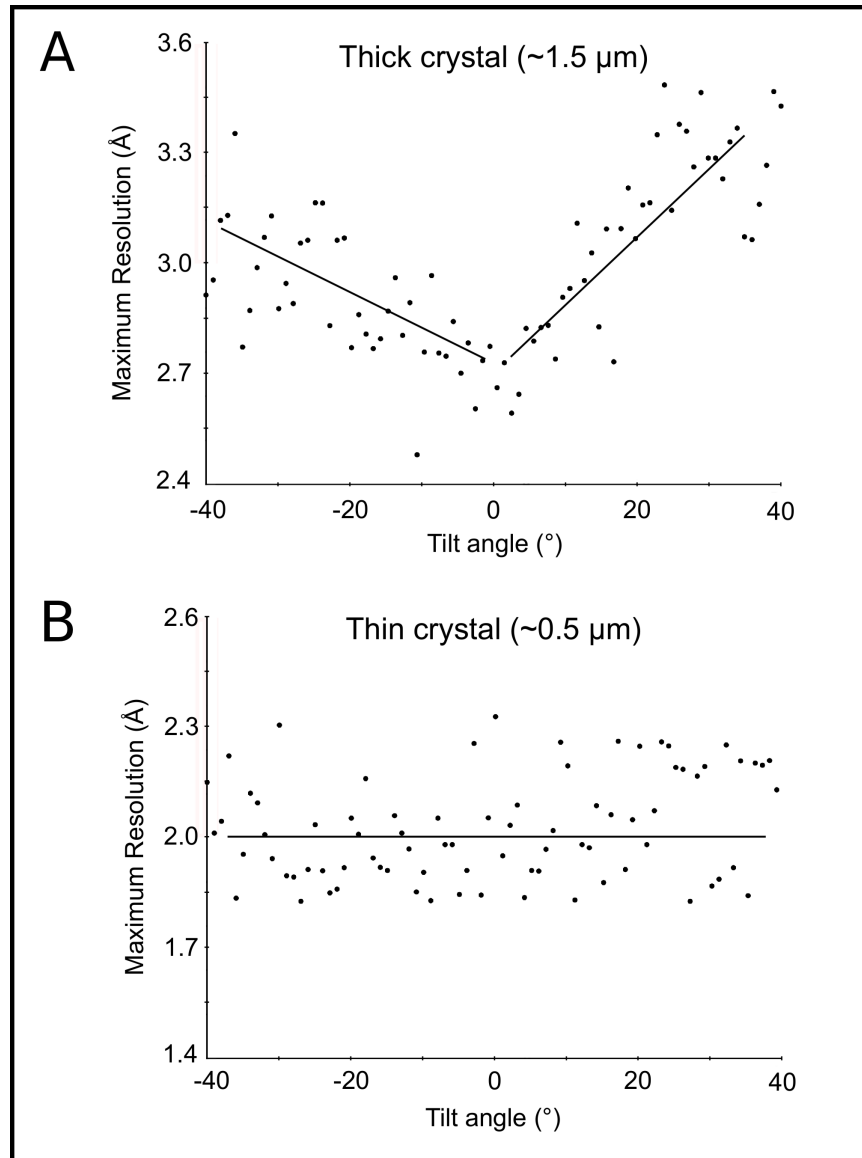 A
Thick crystal (~1.5 µm)
Maximum Resolution (Å)
3.6
3.3
3.0
2.7
2.4
-40 -20 0 20 40
Tilt angle (°)
B
Thin crystal (~0.5 µm)
Maximum Resolution (Å)
2.6
2.3
2.0
1.7
1.4
-40 -20 0 20 40
Tilt angle (°)